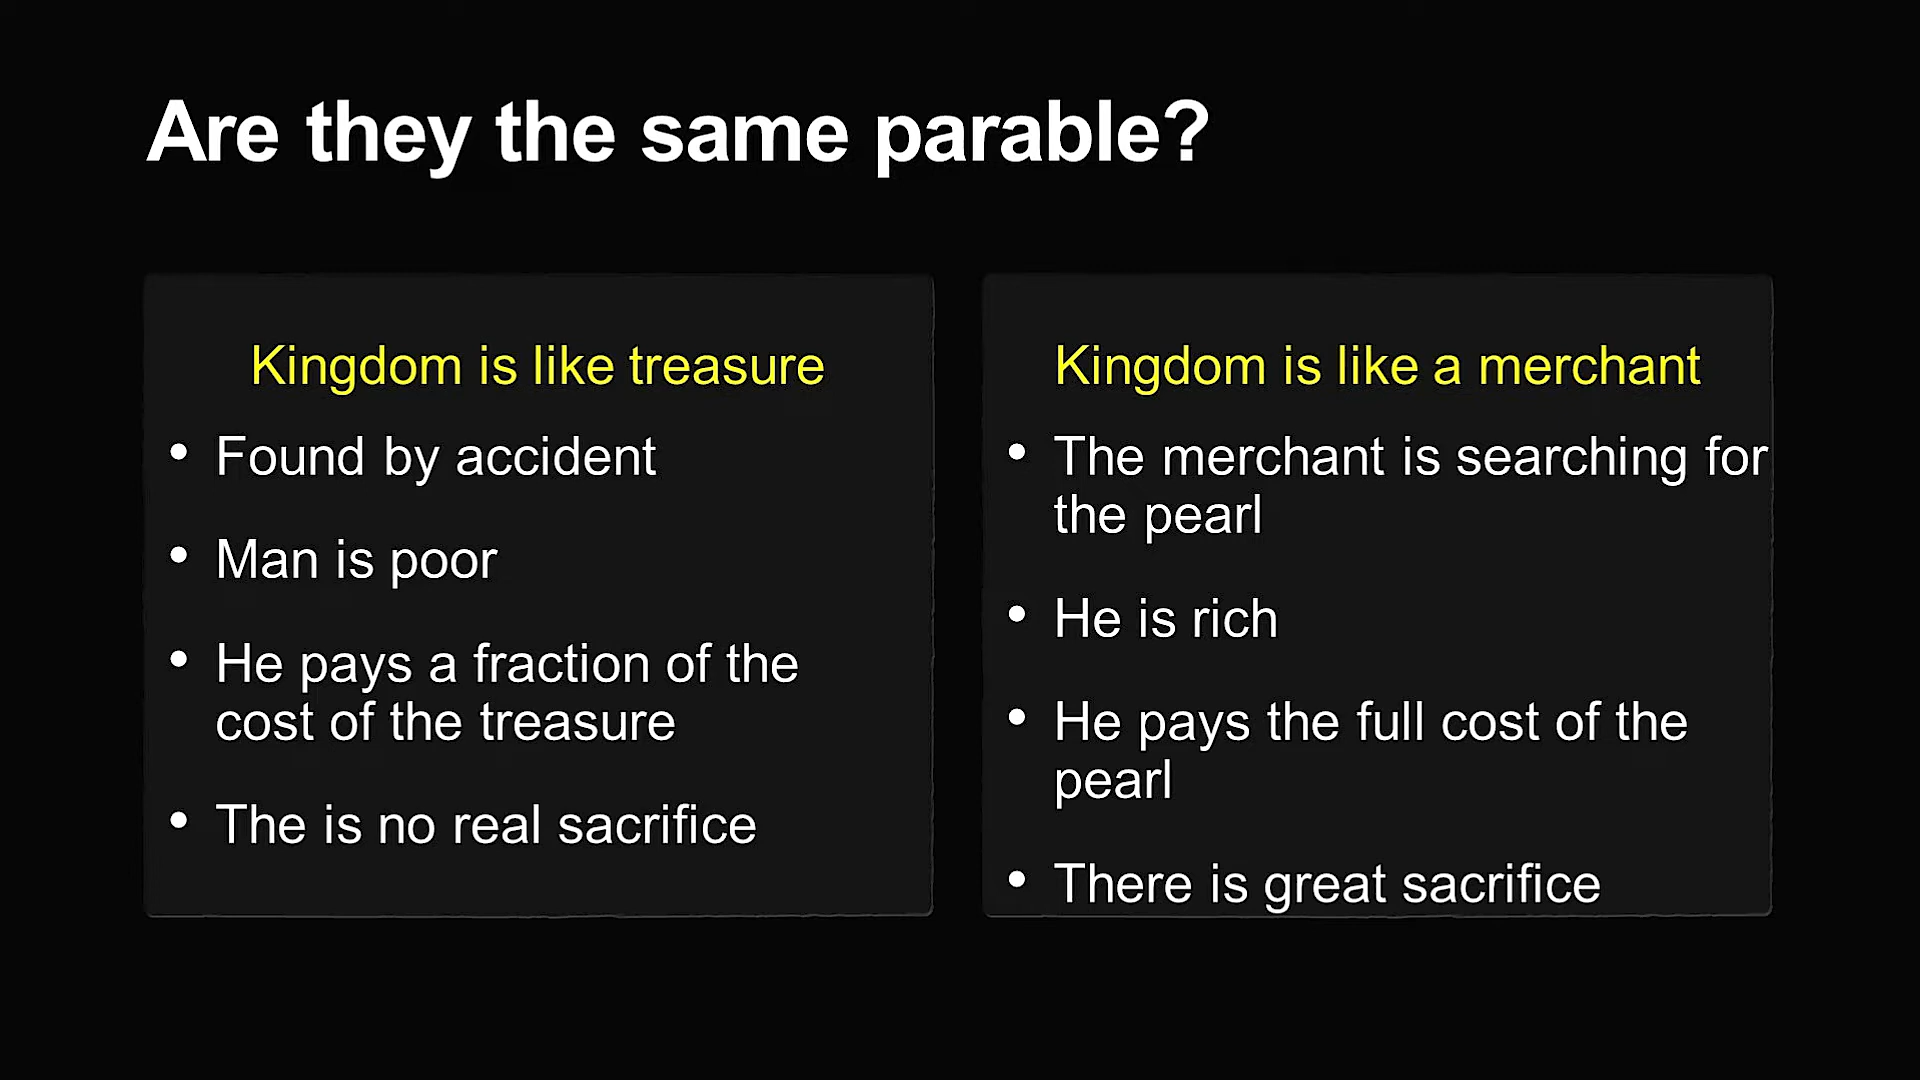 Are they the same parable?
Kingdom is like treasure
• Found by accident
• Man is poor
• He pays a fraction of the
cost of the treasure
• The is no real sacrifice
Kingdom is like a merchant
• The merchant is searching for
the pearl
• He is rich
• He pays the full cost of the
pearl
• There is great sacrifice